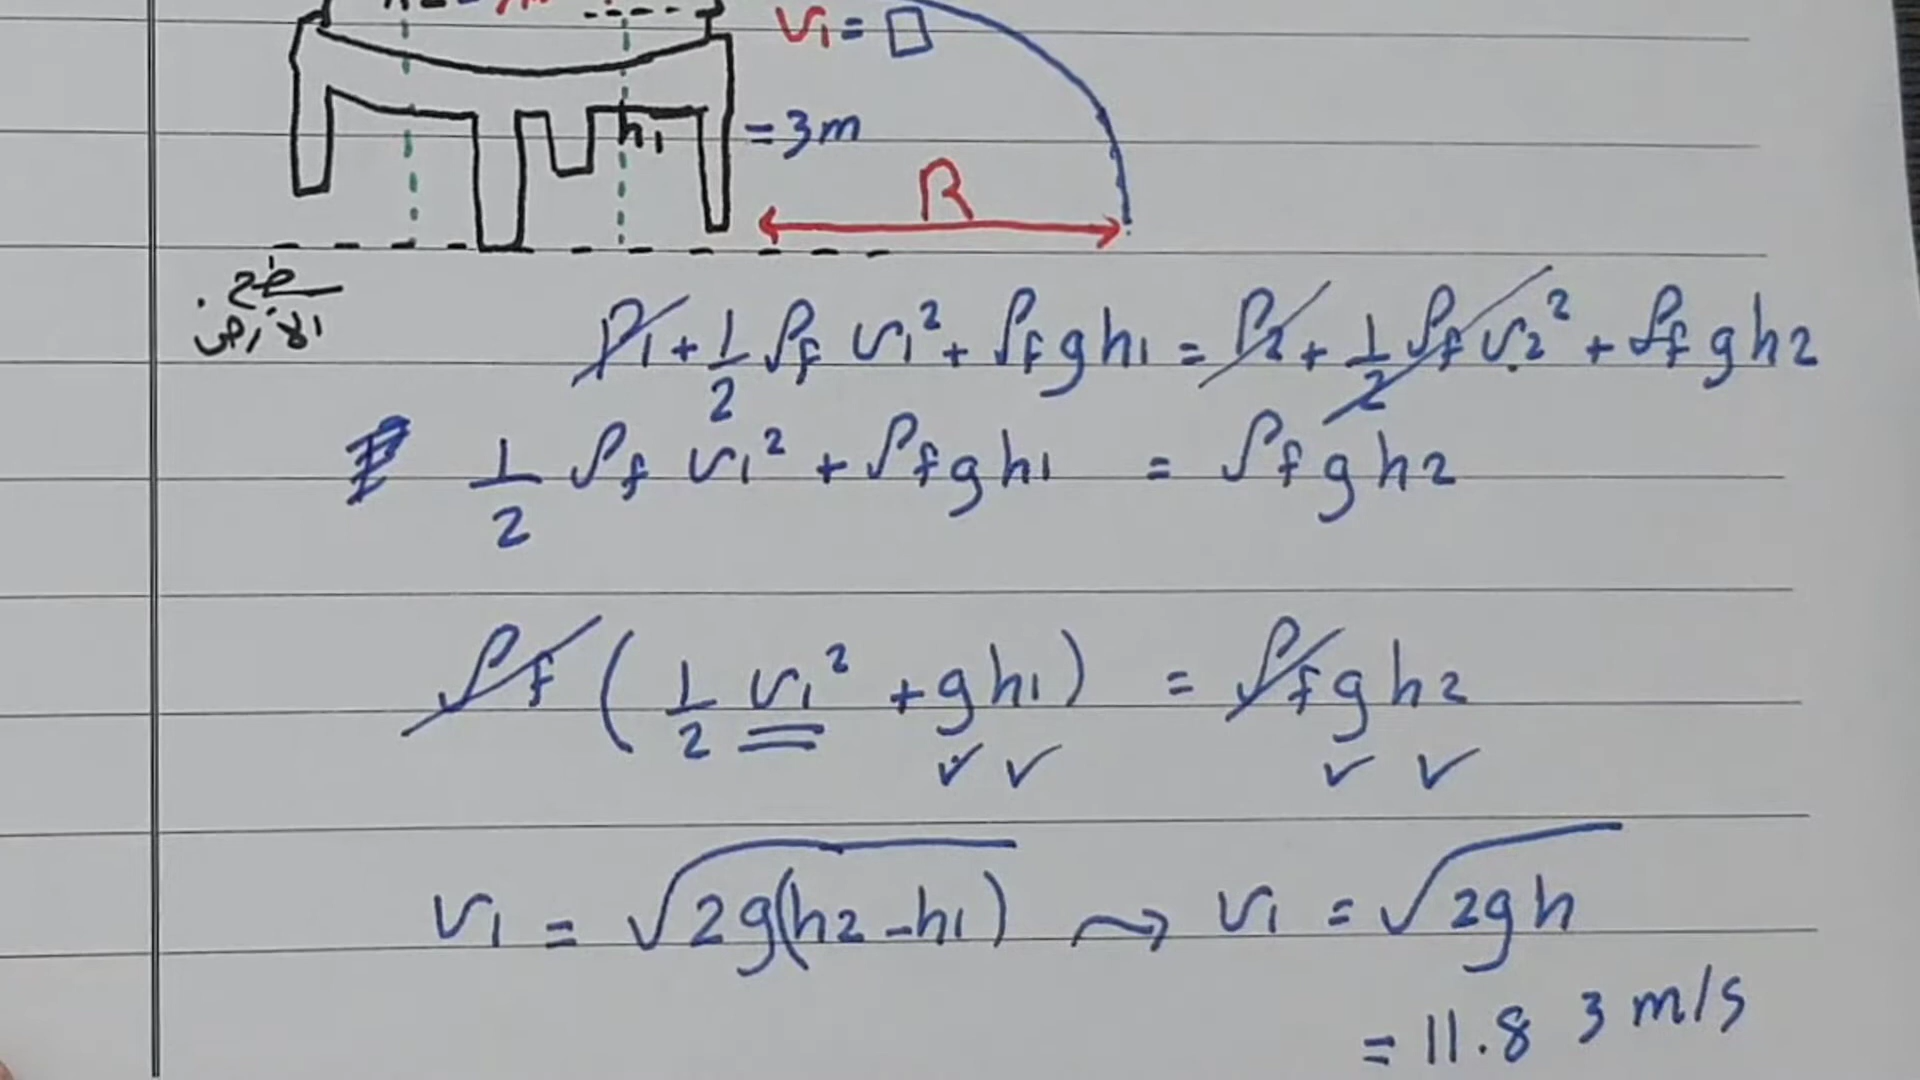 v₁ = □
h₁ = 3m
R
سطح
الأرض
P₁ + 1/2 ρf v₁² + ρf g h₁ = P₂ + 1/2 ρf v₂² + ρf g h₂
1/2 ρf v₁² + ρf g h₁ = ρf g h₂
ρf ( 1/2 v₁² + g h₁ ) = ρf g h₂
✓ ✓ ✓ ✓
v₁ = √2g(h₂ - h₁) ⇝ v₁ = √2gh
= 11.8 3 m/s